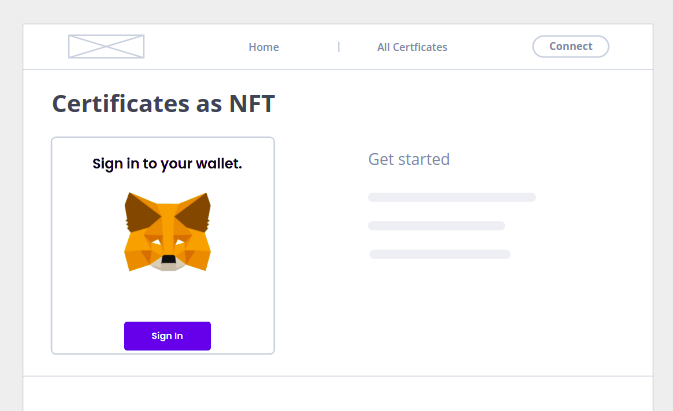 Home | All Certficates Connect
Certificates as NFT
Sign in to your wallet.
Get started
Sign In